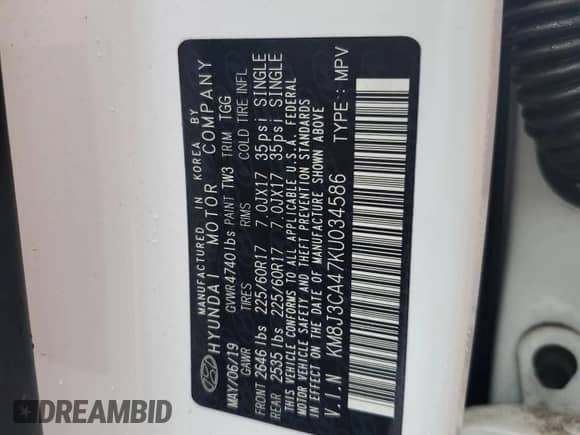 MANUFACTURED IN KOREA BY
HYUNDAI MOTOR COMPANY
MAY/06/19 GVWR 4740 lbs PAINT TW3 TRIM TGG
GAWR TIRES RIMS COLD TIRE INFL
FRONT 2646 lbs 225/60R17 7.0JX17 35psi SINGLE
REAR 2535 lbs 225/60R17 7.0JX17 35psi SINGLE
THIS VEHICLE CONFORMS TO ALL APPLICABLE U.S.A. FEDERAL
MOTOR VEHICLE SAFETY AND THEFT PREVENTION STANDARDS
IN EFFECT ON THE DATE OF MANUFACTURE SHOWN ABOVE
V.I.N KM8J3CA47KU034586 TYPE : MPV
DREAMBID